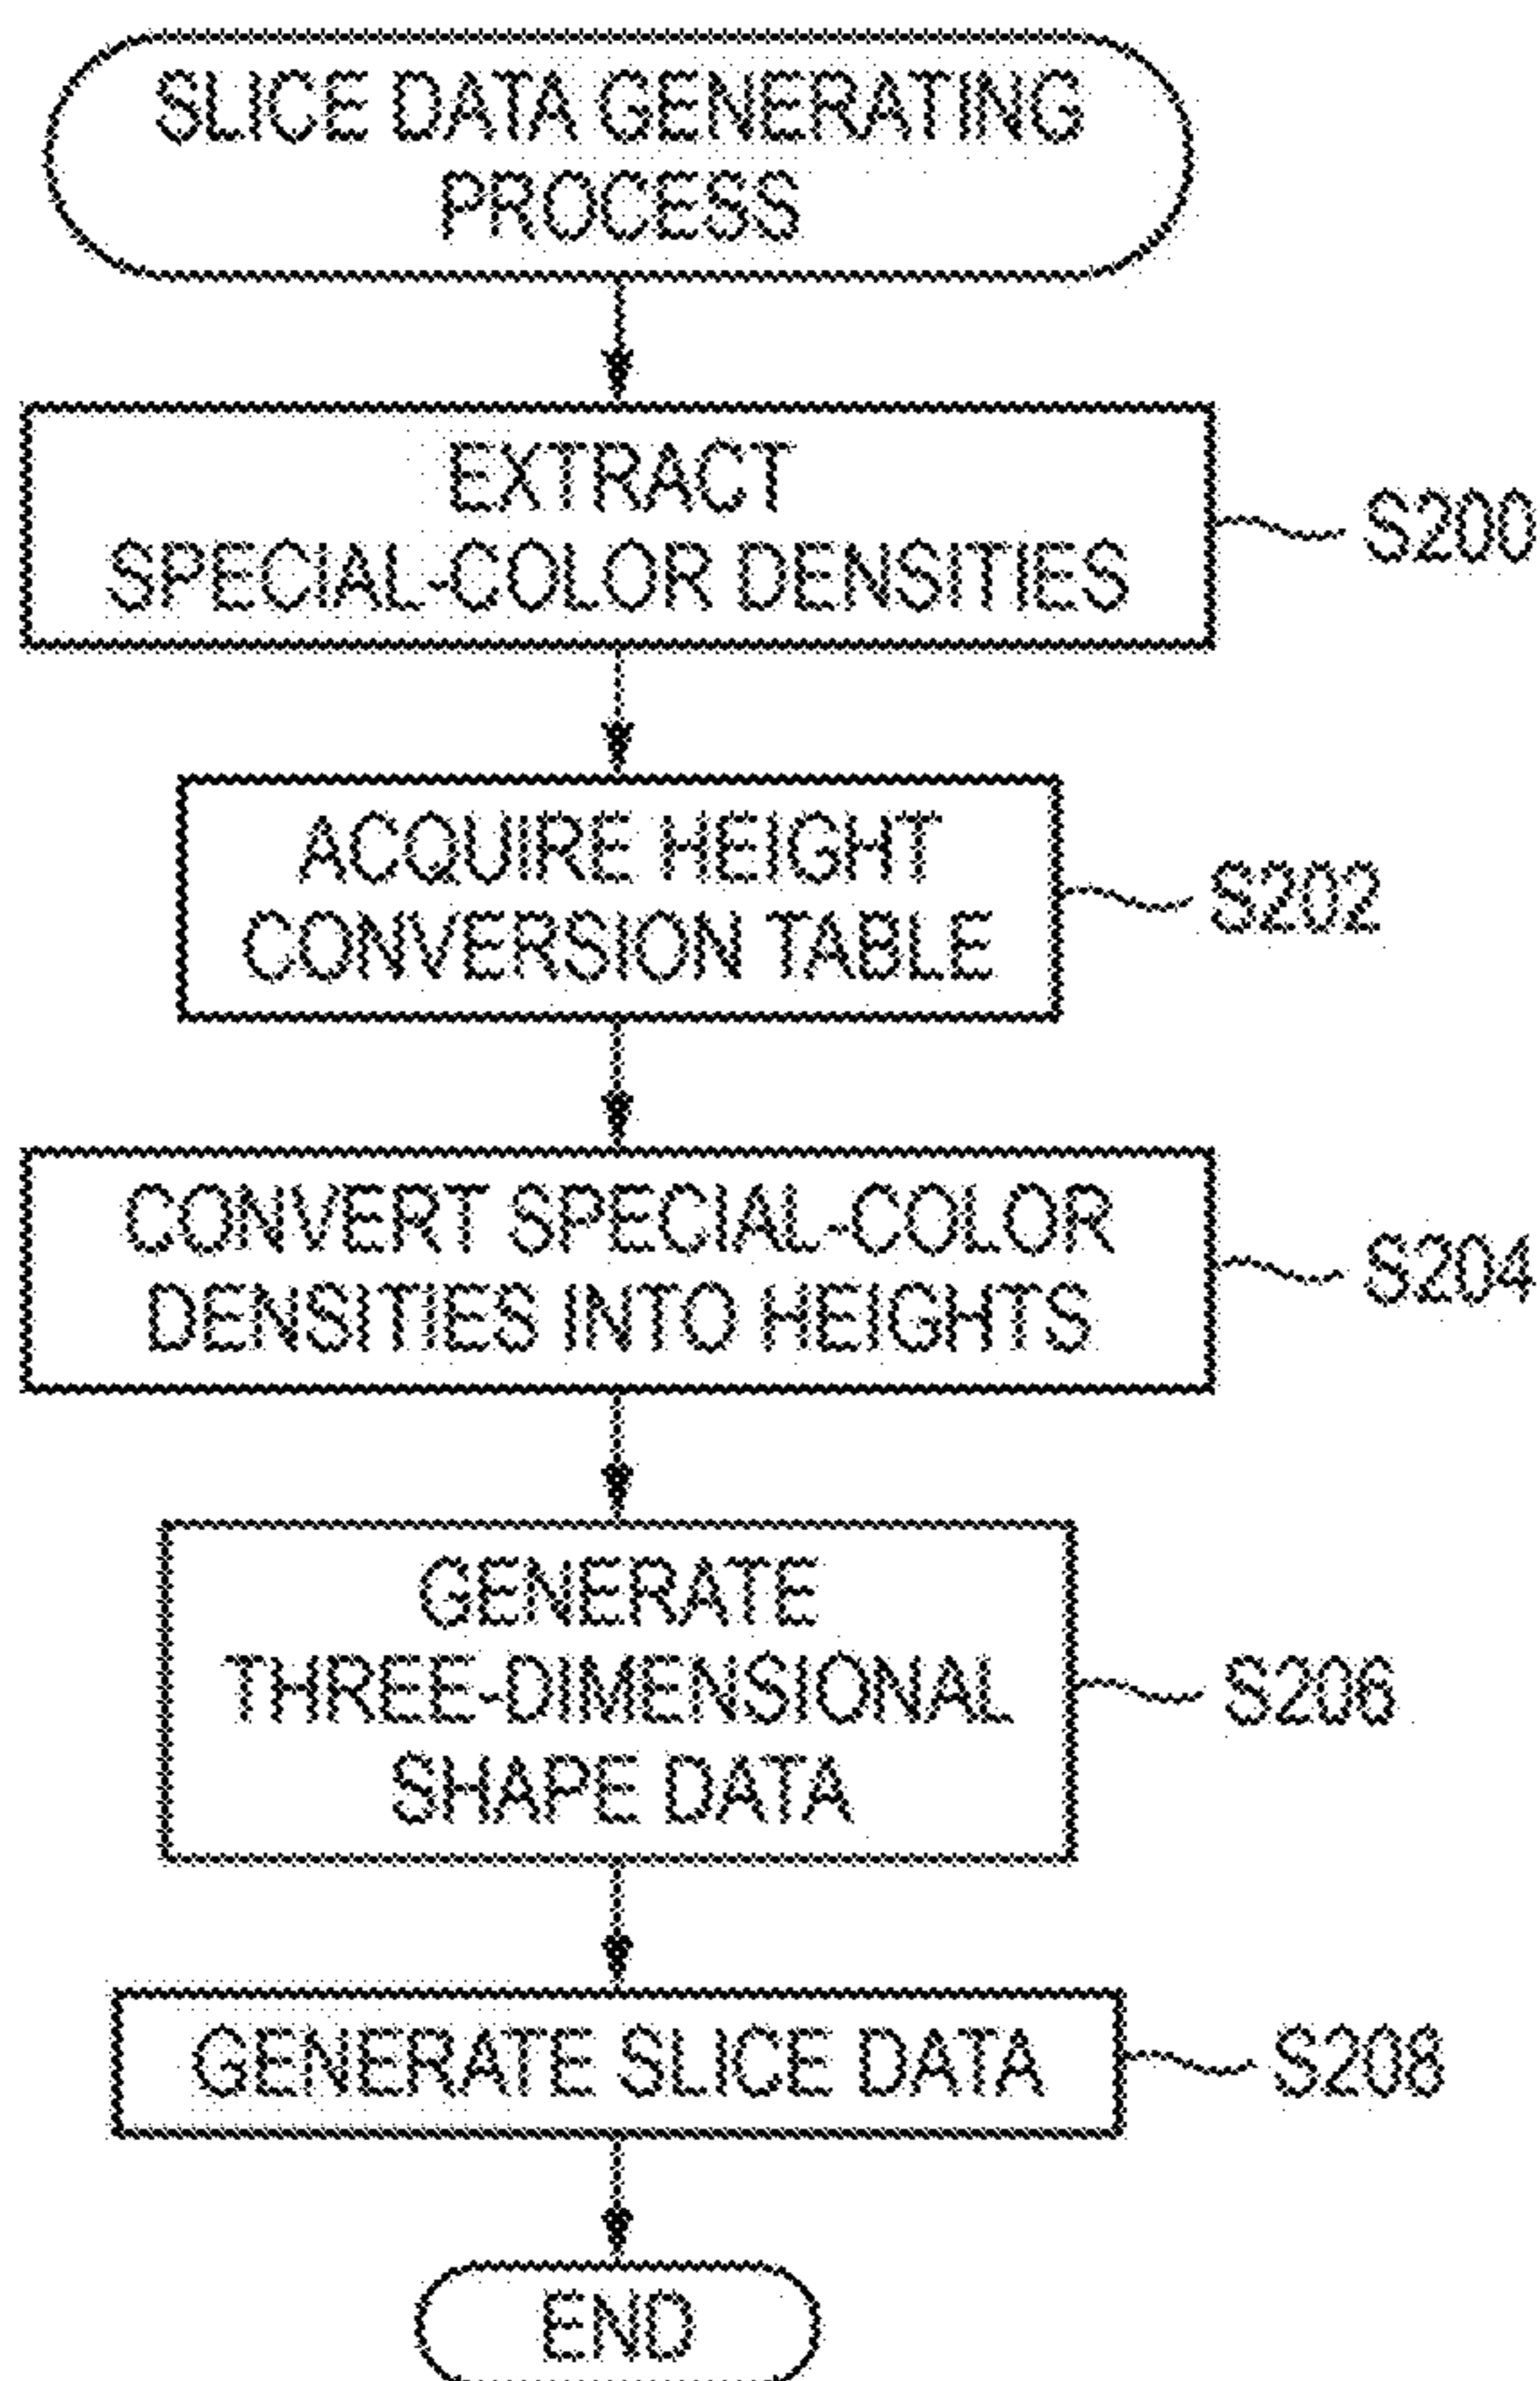 SLICE DATA GENERATING
PROCESS
EXTRACT
SPECIAL-COLOR DENSITIES
S200
ACQUIRE HEIGHT
CONVERSION TABLE
S202
CONVERT SPECIAL-COLOR
DENSITIES INTO HEIGHTS
S204
GENERATE
THREE-DIMENSIONAL
SHAPE DATA
S206
GENERATE SLICE DATA
S208
END